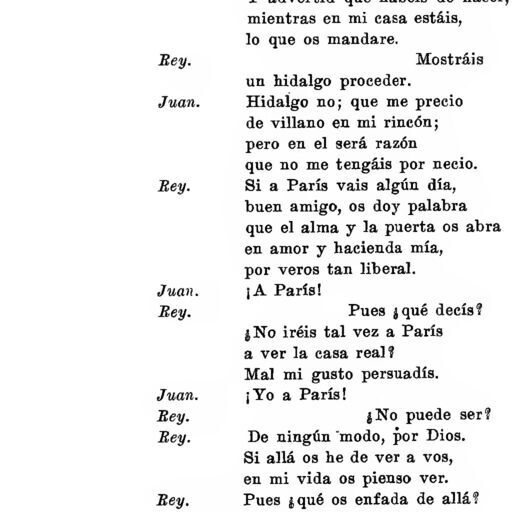 Y advertid que habéis de hacer,
mientras en mi casa estáis,
lo que os mandare.
Rey. Mostráis
un hidalgo proceder.
Juan. Hidalgo no; que me precio
de villano en mi rincón;
pero en el será razón
que no me tengáis por necio.
Rey. Si a París vais algún día,
buen amigo, os doy palabra
que el alma y la puerta os abra
en amor y hacienda mía,
por veros tan liberal.
Juan. ¡A París!
Rey. Pues ¿qué decís?
¿No iréis tal vez a París
a ver la casa real?
Mal mi gusto persuadís.
Juan. ¡Yo a París!
Rey. ¿No puede ser?
Rey. De ningún modo, por Dios.
Si allá os he de ver a vos,
en mi vida os pienso ver.
Rey. Pues ¿qué os enfada de allá?